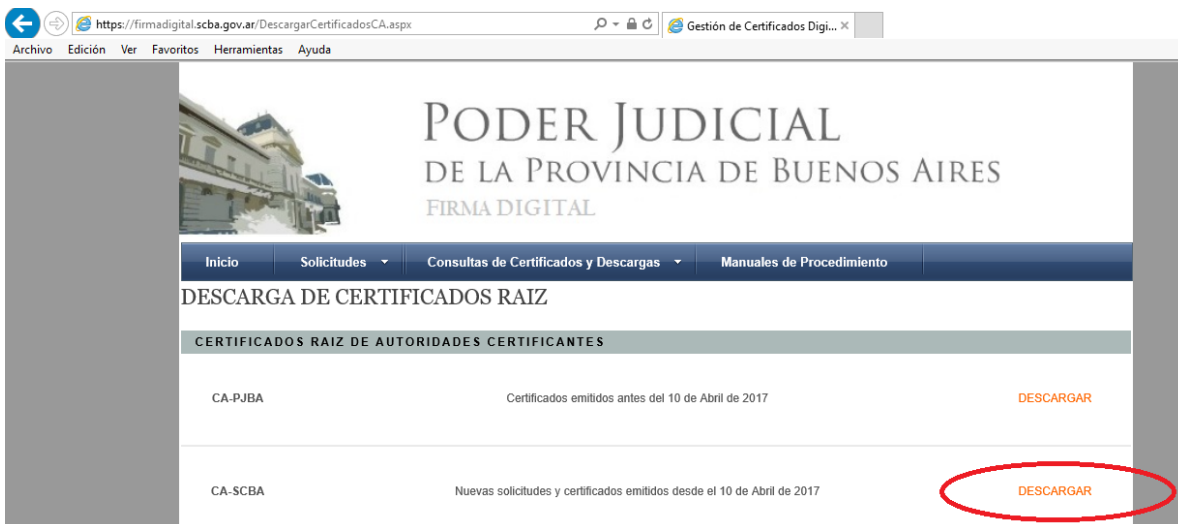 https://firmadigital.scba.gov.ar/DescargarCertificadosCA.aspx
Gestión de Certificados Digi...
Archivo Edición Ver Favoritos Herramientas Ayuda
PODER JUDICIAL
DE LA PROVINCIA DE BUENOS AIRES
FIRMA DIGITAL
Inicio Solicitudes Consultas de Certificados y Descargas Manuales de Procedimiento
DESCARGA DE CERTIFICADOS RAIZ
CERTIFICADOS RAIZ DE AUTORIDADES CERTIFICANTES
CA-PJBA Certificados emitidos antes del 10 de Abril de 2017 DESCARGAR
CA-SCBA Nuevas solicitudes y certificados emitidos desde el 10 de Abril de 2017 DESCARGAR